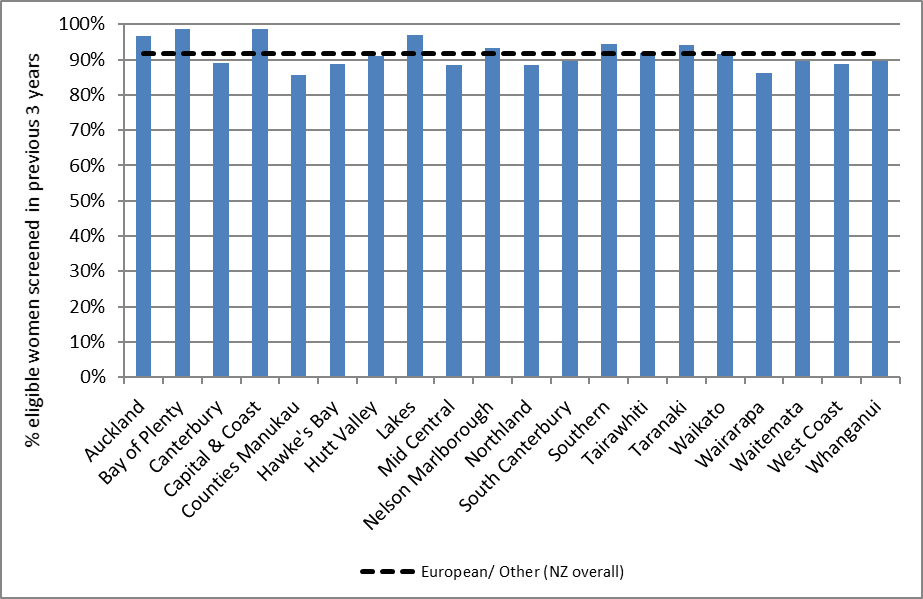 % eligible women screened in previous 3 years
100%
90%
80%
70%
60%
50%
40%
30%
20%
10%
0%
Auckland
Bay of Plenty
Canterbury
Capital & Coast
Counties Manukau
Hawke's Bay
Hutt Valley
Lakes
Mid Central
Nelson Marlborough
Northland
South Canterbury
Southern
Tairawhiti
Taranaki
Waikato
Wairarapa
Waitemata
West Coast
Whanganui
European/ Other (NZ overall)